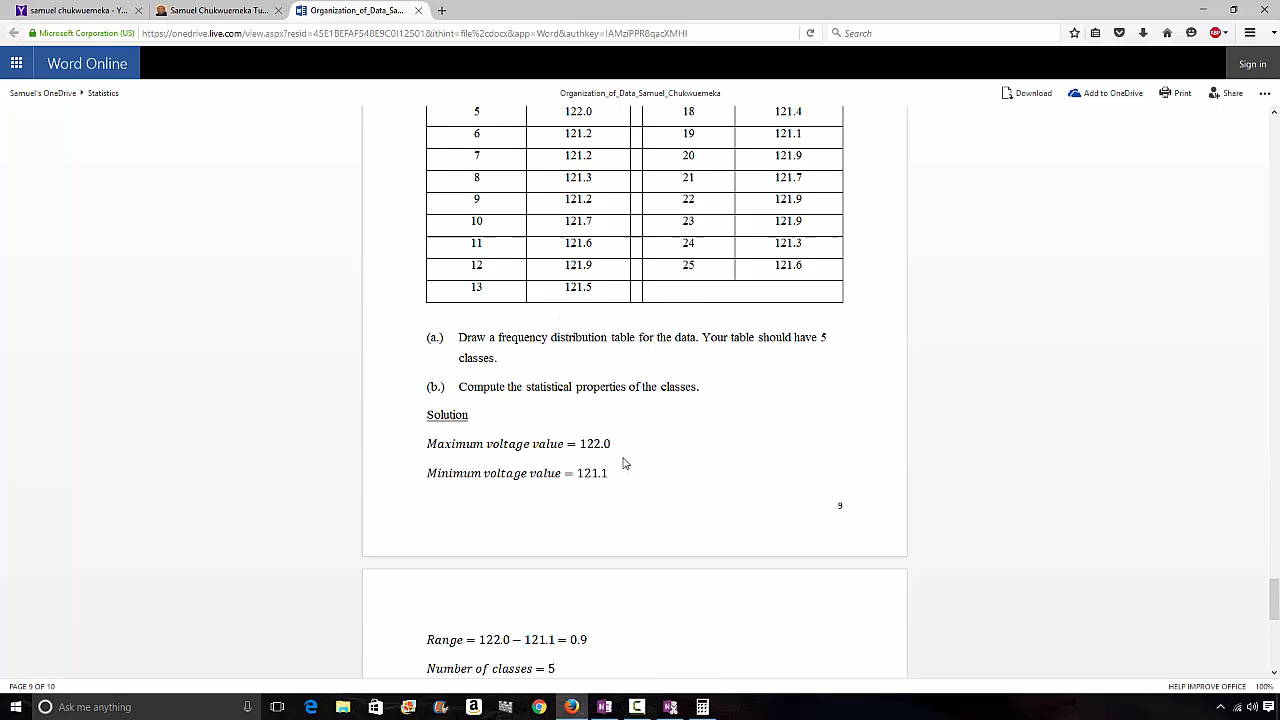 samuel chukwuemeka - Y...
Samuel Chukwuemeka Tu...
Organization_of_Data_Sa...
Microsoft Corporation (US)
https://onedrive.live.com/view.aspx?resid=45E1BEFAF548E9C0!12501&ithint=file%2cdocx&app=Word&authkey=!AMziPPR8qacXMHI
Search
Word Online
Sign in
Samuel's OneDrive
Statistics
Organization_of_Data_Samuel_Chukwuemeka
Download
Add to OneDrive
Print
Share
5 122.0 18 121.4
6 121.2 19 121.1
7 121.2 20 121.9
8 121.3 21 121.7
9 121.2 22 121.9
10 121.7 23 121.9
11 121.6 24 121.3
12 121.9 25 121.6
13 121.5
(a.) Draw a frequency distribution table for the data. Your table should have 5
classes.
(b.) Compute the statistical properties of the classes.
Solution
Maximum voltage value = 122.0
Minimum voltage value = 121.1
9
Range = 122.0 − 121.1 = 0.9
Number of classes = 5
PAGE 9 OF 10
HELP IMPROVE OFFICE
100%
Ask me anything